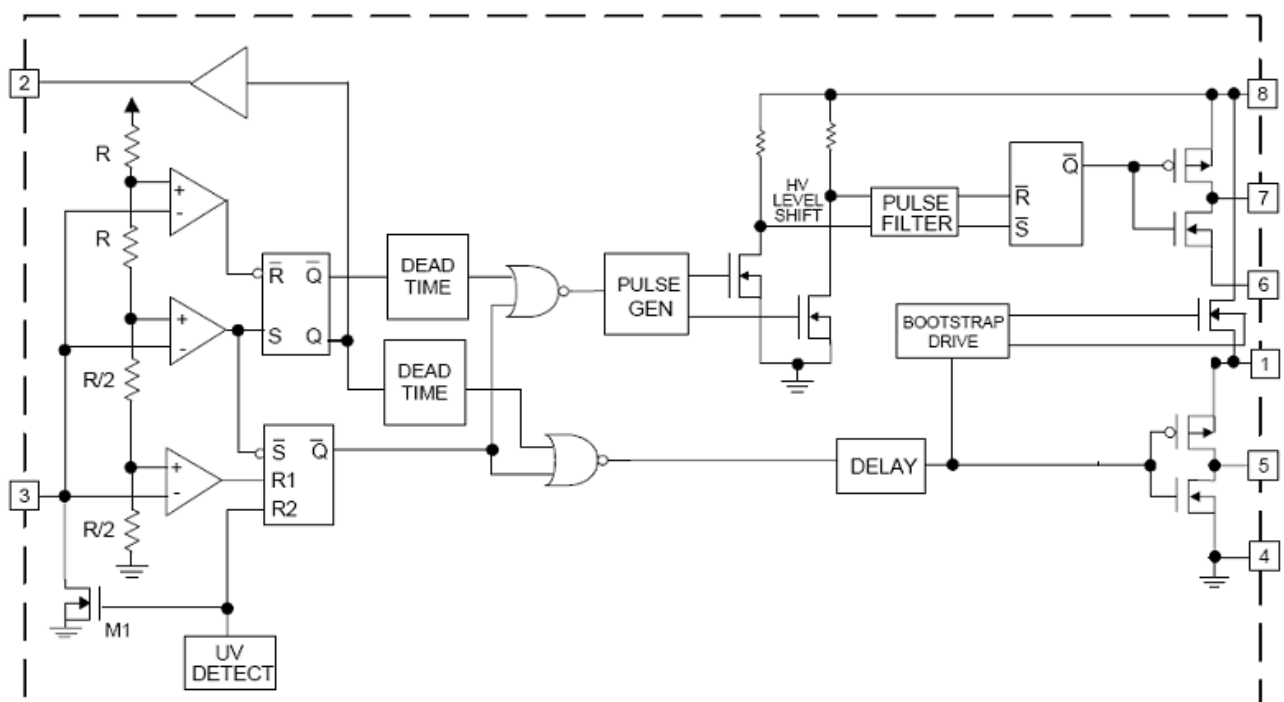 2
8
R
+
-
HV
LEVEL
SHIFT
PULSE
FILTER
R̅
S̅
Q̅
7
R
R̅
Q̅
S
Q
DEAD
TIME
PULSE
GEN
6
+
-
BOOTSTRAP
DRIVE
1
R/2
DEAD
TIME
S̅
Q̅
R1
R2
+
-
DELAY
5
3
R/2
4
M1
UV
DETECT